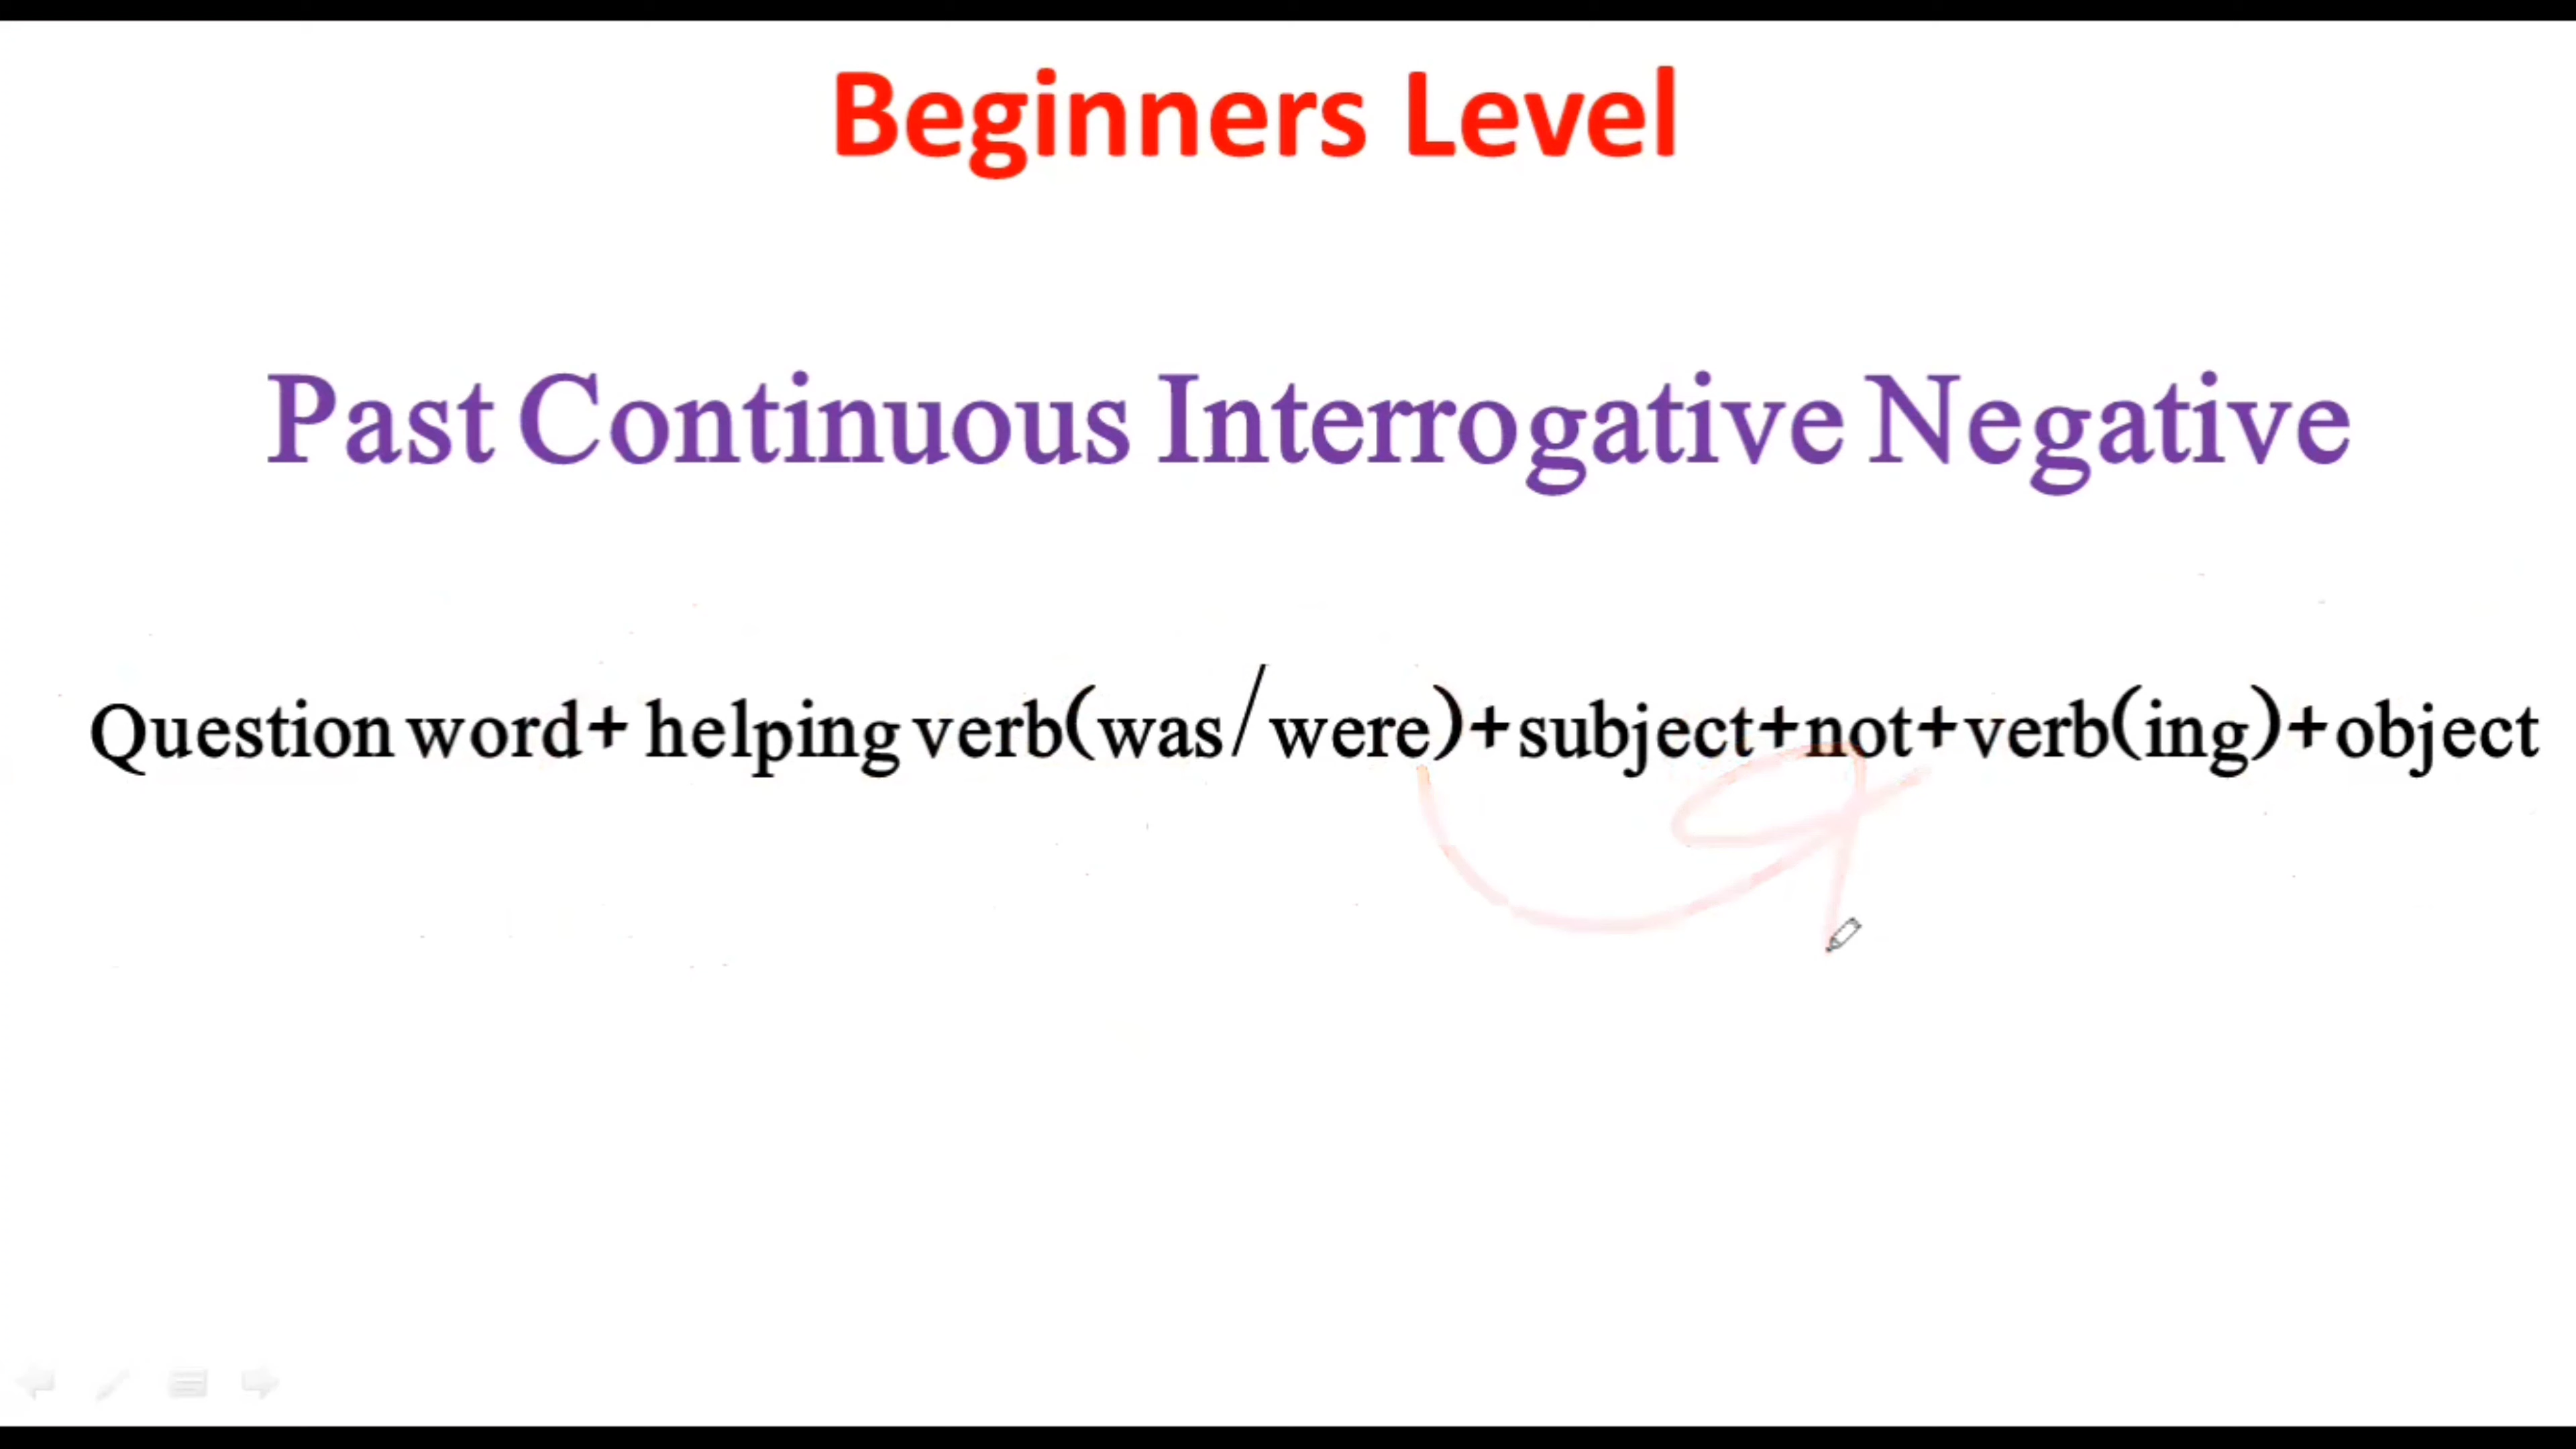 Beginners Level
Past Continuous Interrogative Negative
Question word+ helping verb(was/were)+subject+not+verb(ing)+object